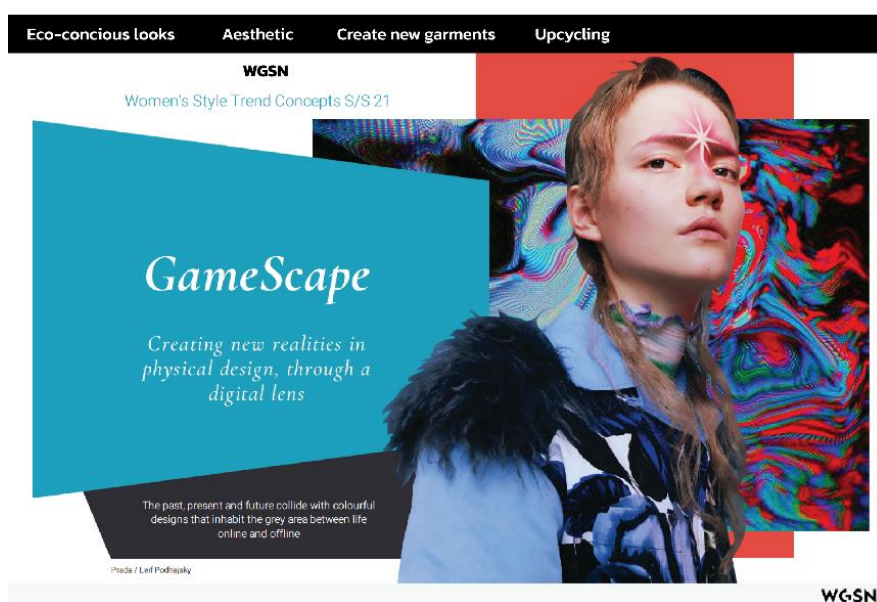 Eco-concious looks Aesthetic Create new garments Upcycling
WGSN
Women's Style Trend Concepts S/S 21
GameScape
Creating new realities in
physical design, through a
digital lens
The past, present and future collide with colourful
designs that inhabit the grey area between life
online and offline
Prada / Leif Podhajsky
WGSN